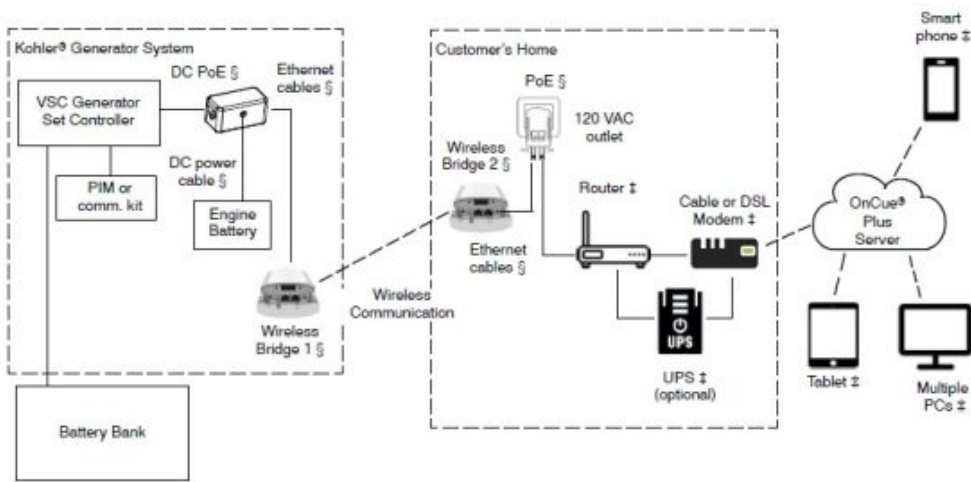 Kohler® Generator System
DC PoE §
Ethernet
cables §
VSC Generator
Set Controller
DC power
cable §
PIM or
comm. kit
Engine
Battery
Wireless
Bridge 1 §
Battery Bank
Wireless
Communication
Customer's Home
PoE §
120 VAC
outlet
Wireless
Bridge 2 §
Ethernet
cables §
Router ‡
Cable or DSL
Modem ‡
UPS
UPS ‡
(optional)
Smart
phone ‡
OnCue®
Plus
Server
Tablet ‡
Multiple
PCs ‡